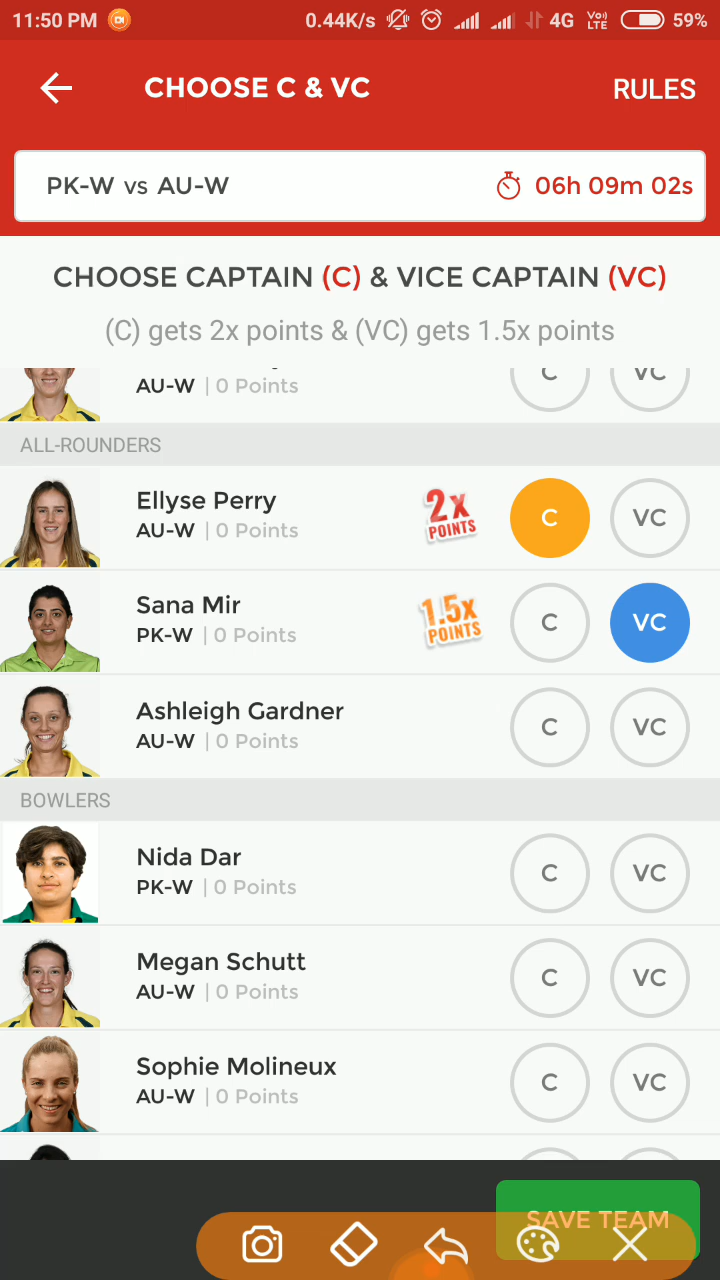 11:50 PM 0.44K/s 4G VoLTE 59%
CHOOSE C & VC RULES
PK-W vs AU-W 06h 09m 02s
CHOOSE CAPTAIN (C) & VICE CAPTAIN (VC)
(C) gets 2x points & (VC) gets 1.5x points
AU-W | 0 Points C VC
ALL-ROUNDERS
Ellyse Perry
AU-W | 0 Points 2X POINTS C VC
Sana Mir
PK-W | 0 Points 1.5X POINTS C VC
Ashleigh Gardner
AU-W | 0 Points C VC
BOWLERS
Nida Dar
PK-W | 0 Points C VC
Megan Schutt
AU-W | 0 Points C VC
Sophie Molineux
AU-W | 0 Points C VC
SAVE TEAM